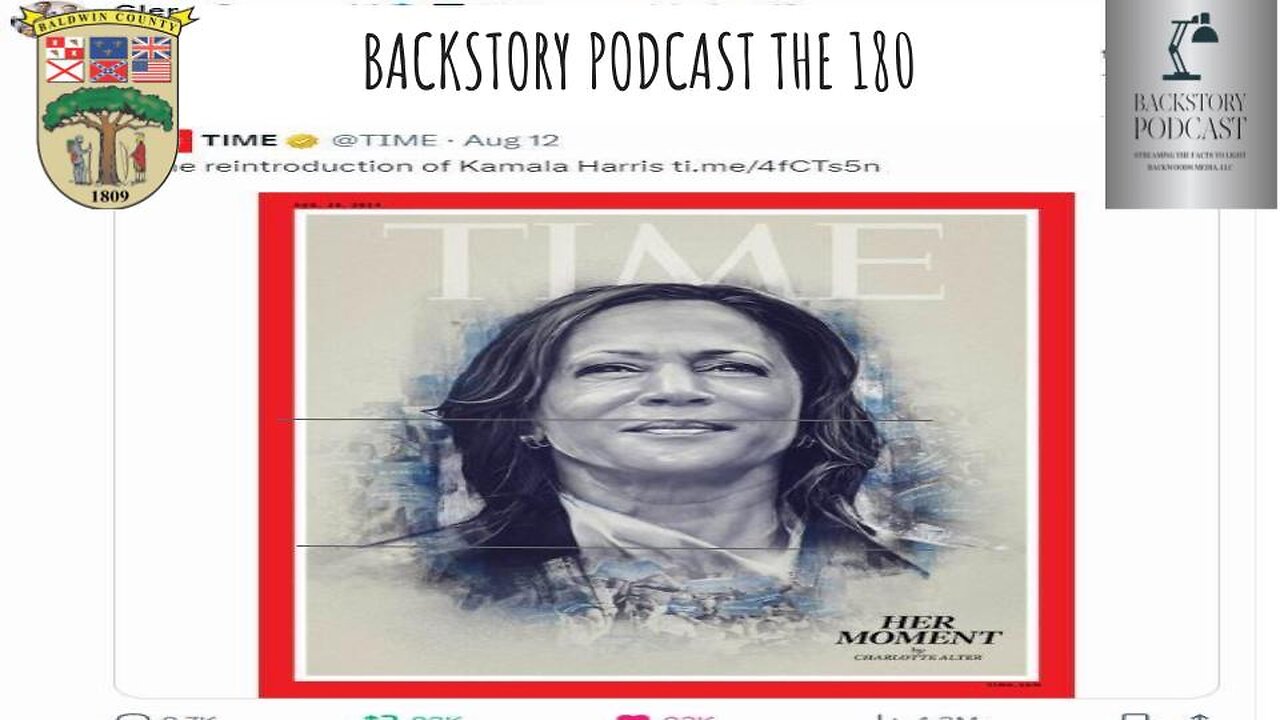 BALDWIN COUNTY
1809
BACKSTORY PODCAST THE 180
BACKSTORY
PODCAST
STREAMING THE FACTS TO LIGHT
BACKWOODS MEDIA, LLC
TIME @TIME · Aug 12
e reintroduction of Kamala Harris ti.me/4fCTs5n
TIME
HER
MOMENT
by
CHARLOTTE ALTER